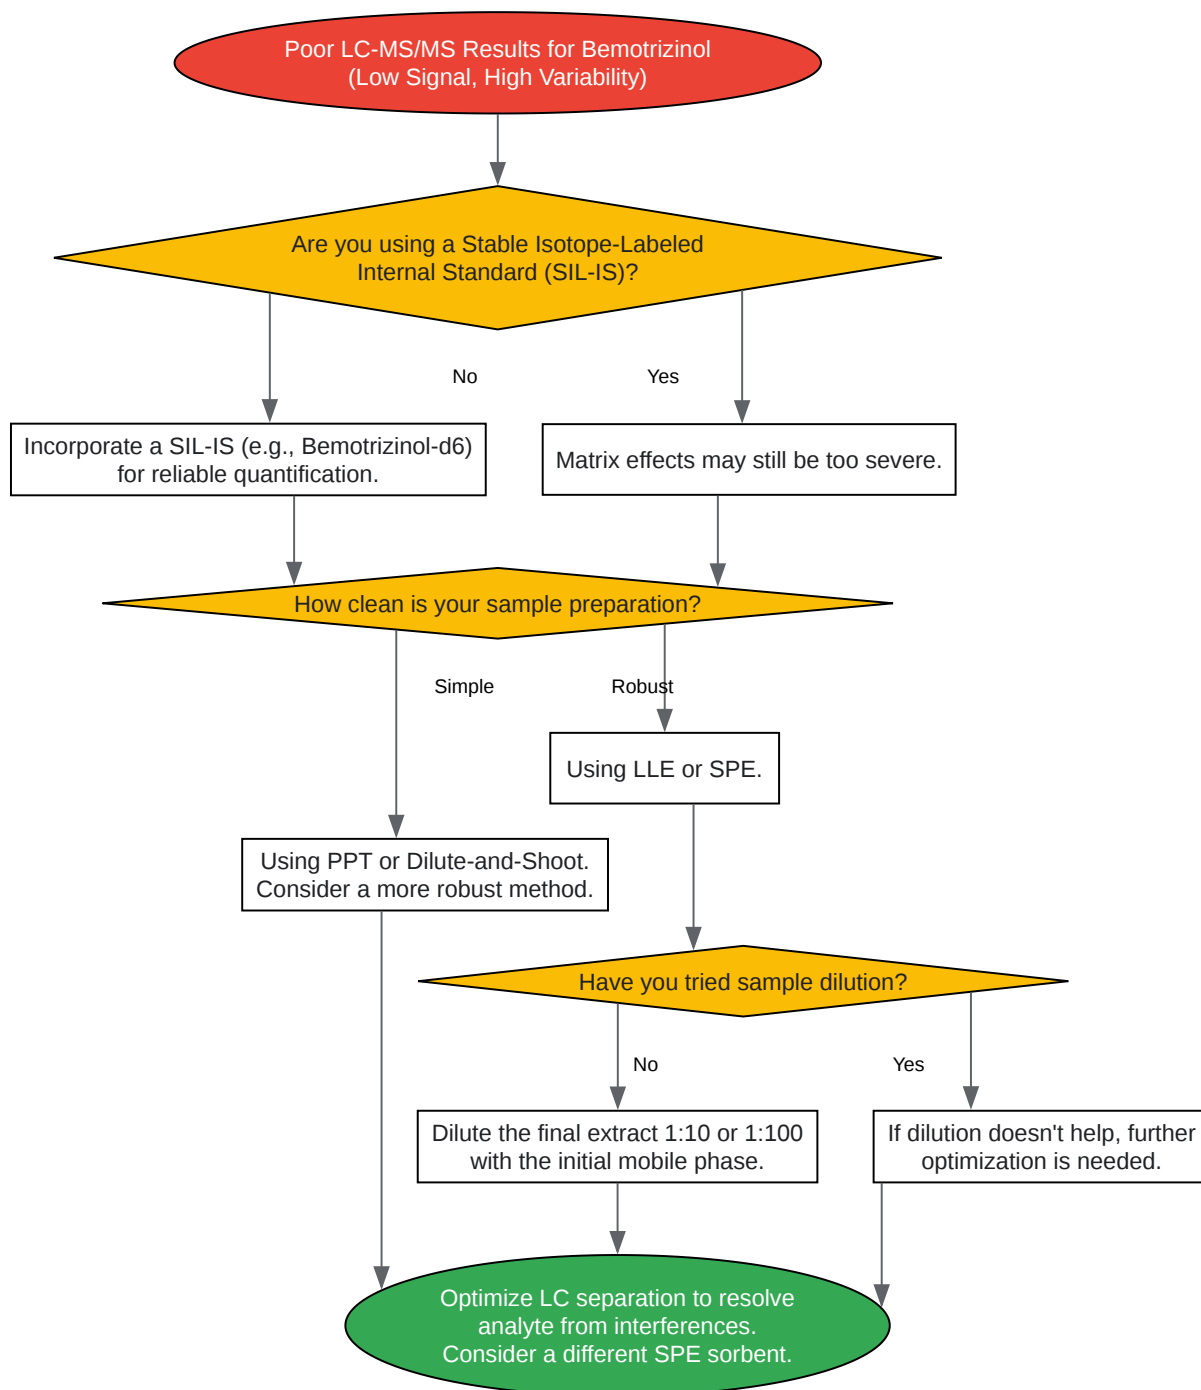 Poor LC-MS/MS Results for Bemotrizinol
(Low Signal, High Variability)
Are you using a Stable Isotope-Labeled
Internal Standard (SIL-IS)?
No
Yes
Incorporate a SIL-IS (e.g., Bemotrizinol-d6)
for reliable quantification.
Matrix effects may still be too severe.
How clean is your sample preparation?
Simple
Robust
Using LLE or SPE.
Using PPT or Dilute-and-Shoot.
Consider a more robust method.
Have you tried sample dilution?
No
Yes
Dilute the final extract 1:10 or 1:100
with the initial mobile phase.
If dilution doesn't help, further
optimization is needed.
Optimize LC separation to resolve
analyte from interferences.
Consider a different SPE sorbent.